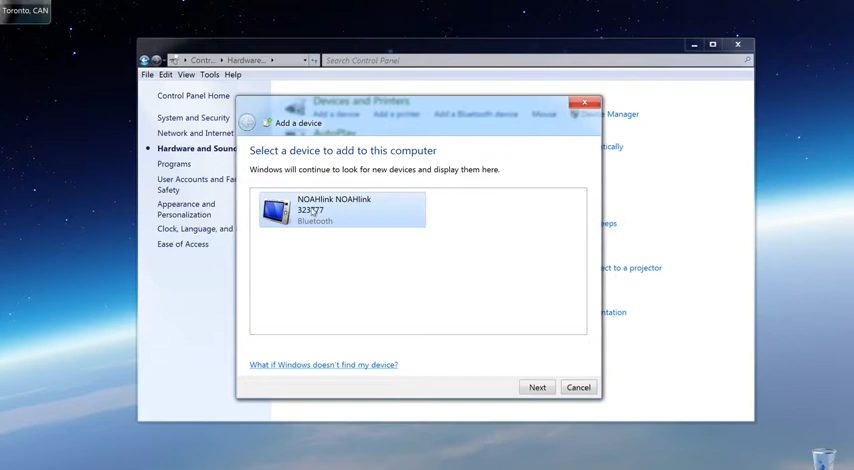 Toronto, CAN
Contr... Hardware... Search Control Panel
File Edit View Tools Help
Control Panel Home
System and Security
Network and Internet
Hardware and Sound
Programs
User Accounts and Fam
Safety
Appearance and
Personalization
Clock, Language, and
Ease of Access
Devices and Printers
Add a device Add a printer Add a Bluetooth device Mouse Device Manager
AutoPlay
atically
eeps
ect to a projector
entation
Add a device
Select a device to add to this computer
Windows will continue to look for new devices and display them here.
NOAHlink NOAHlink
Bluetooth
What if Windows doesn't find my device?
Next Cancel